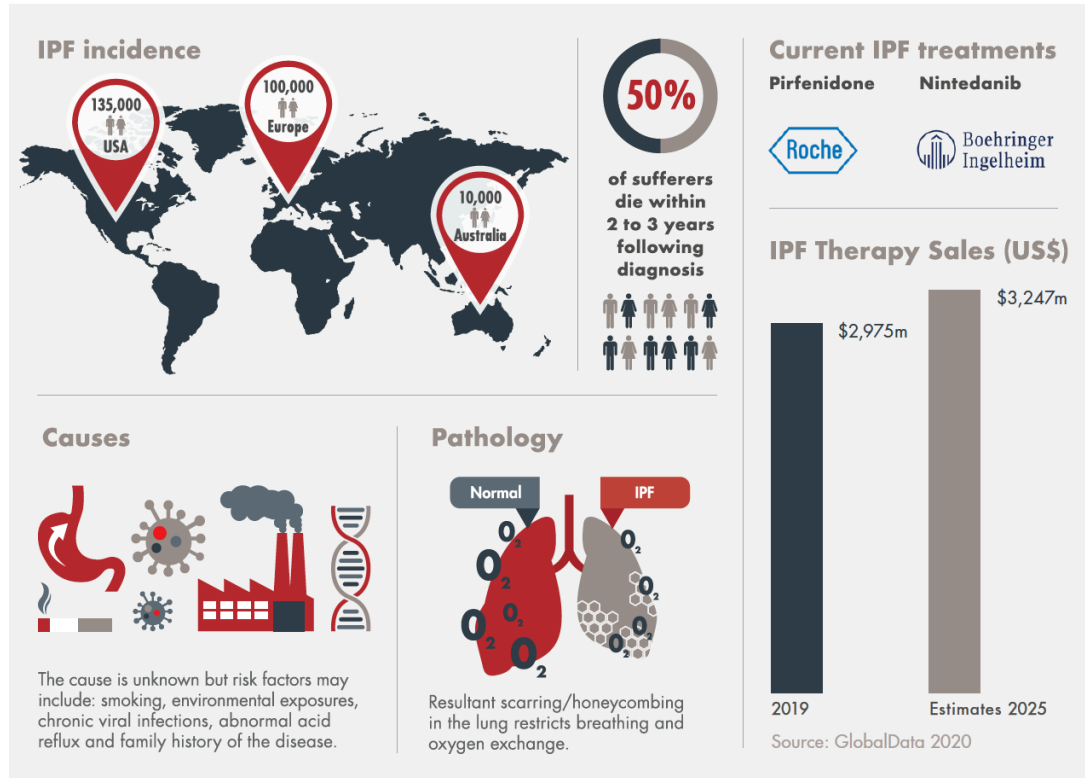 IPF incidence
135,000
USA
100,000
Europe
10,000
Australia
50%
of sufferers
die within
2 to 3 years
following
diagnosis
Current IPF treatments
Pirfenidone
Nintedanib
Roche
Boehringer
Ingelheim
IPF Therapy Sales (US$)
$2,975m
$3,247m
2019
Estimates 2025
Source: GlobalData 2020
Causes
The cause is unknown but risk factors may
include: smoking, environmental exposures,
chronic viral infections, abnormal acid
reflux and family history of the disease.
Pathology
Normal
IPF
O2
O2
O2
O2
O2
O2
O2
O2
O2
Resultant scarring/honeycombing
in the lung restricts breathing and
oxygen exchange.